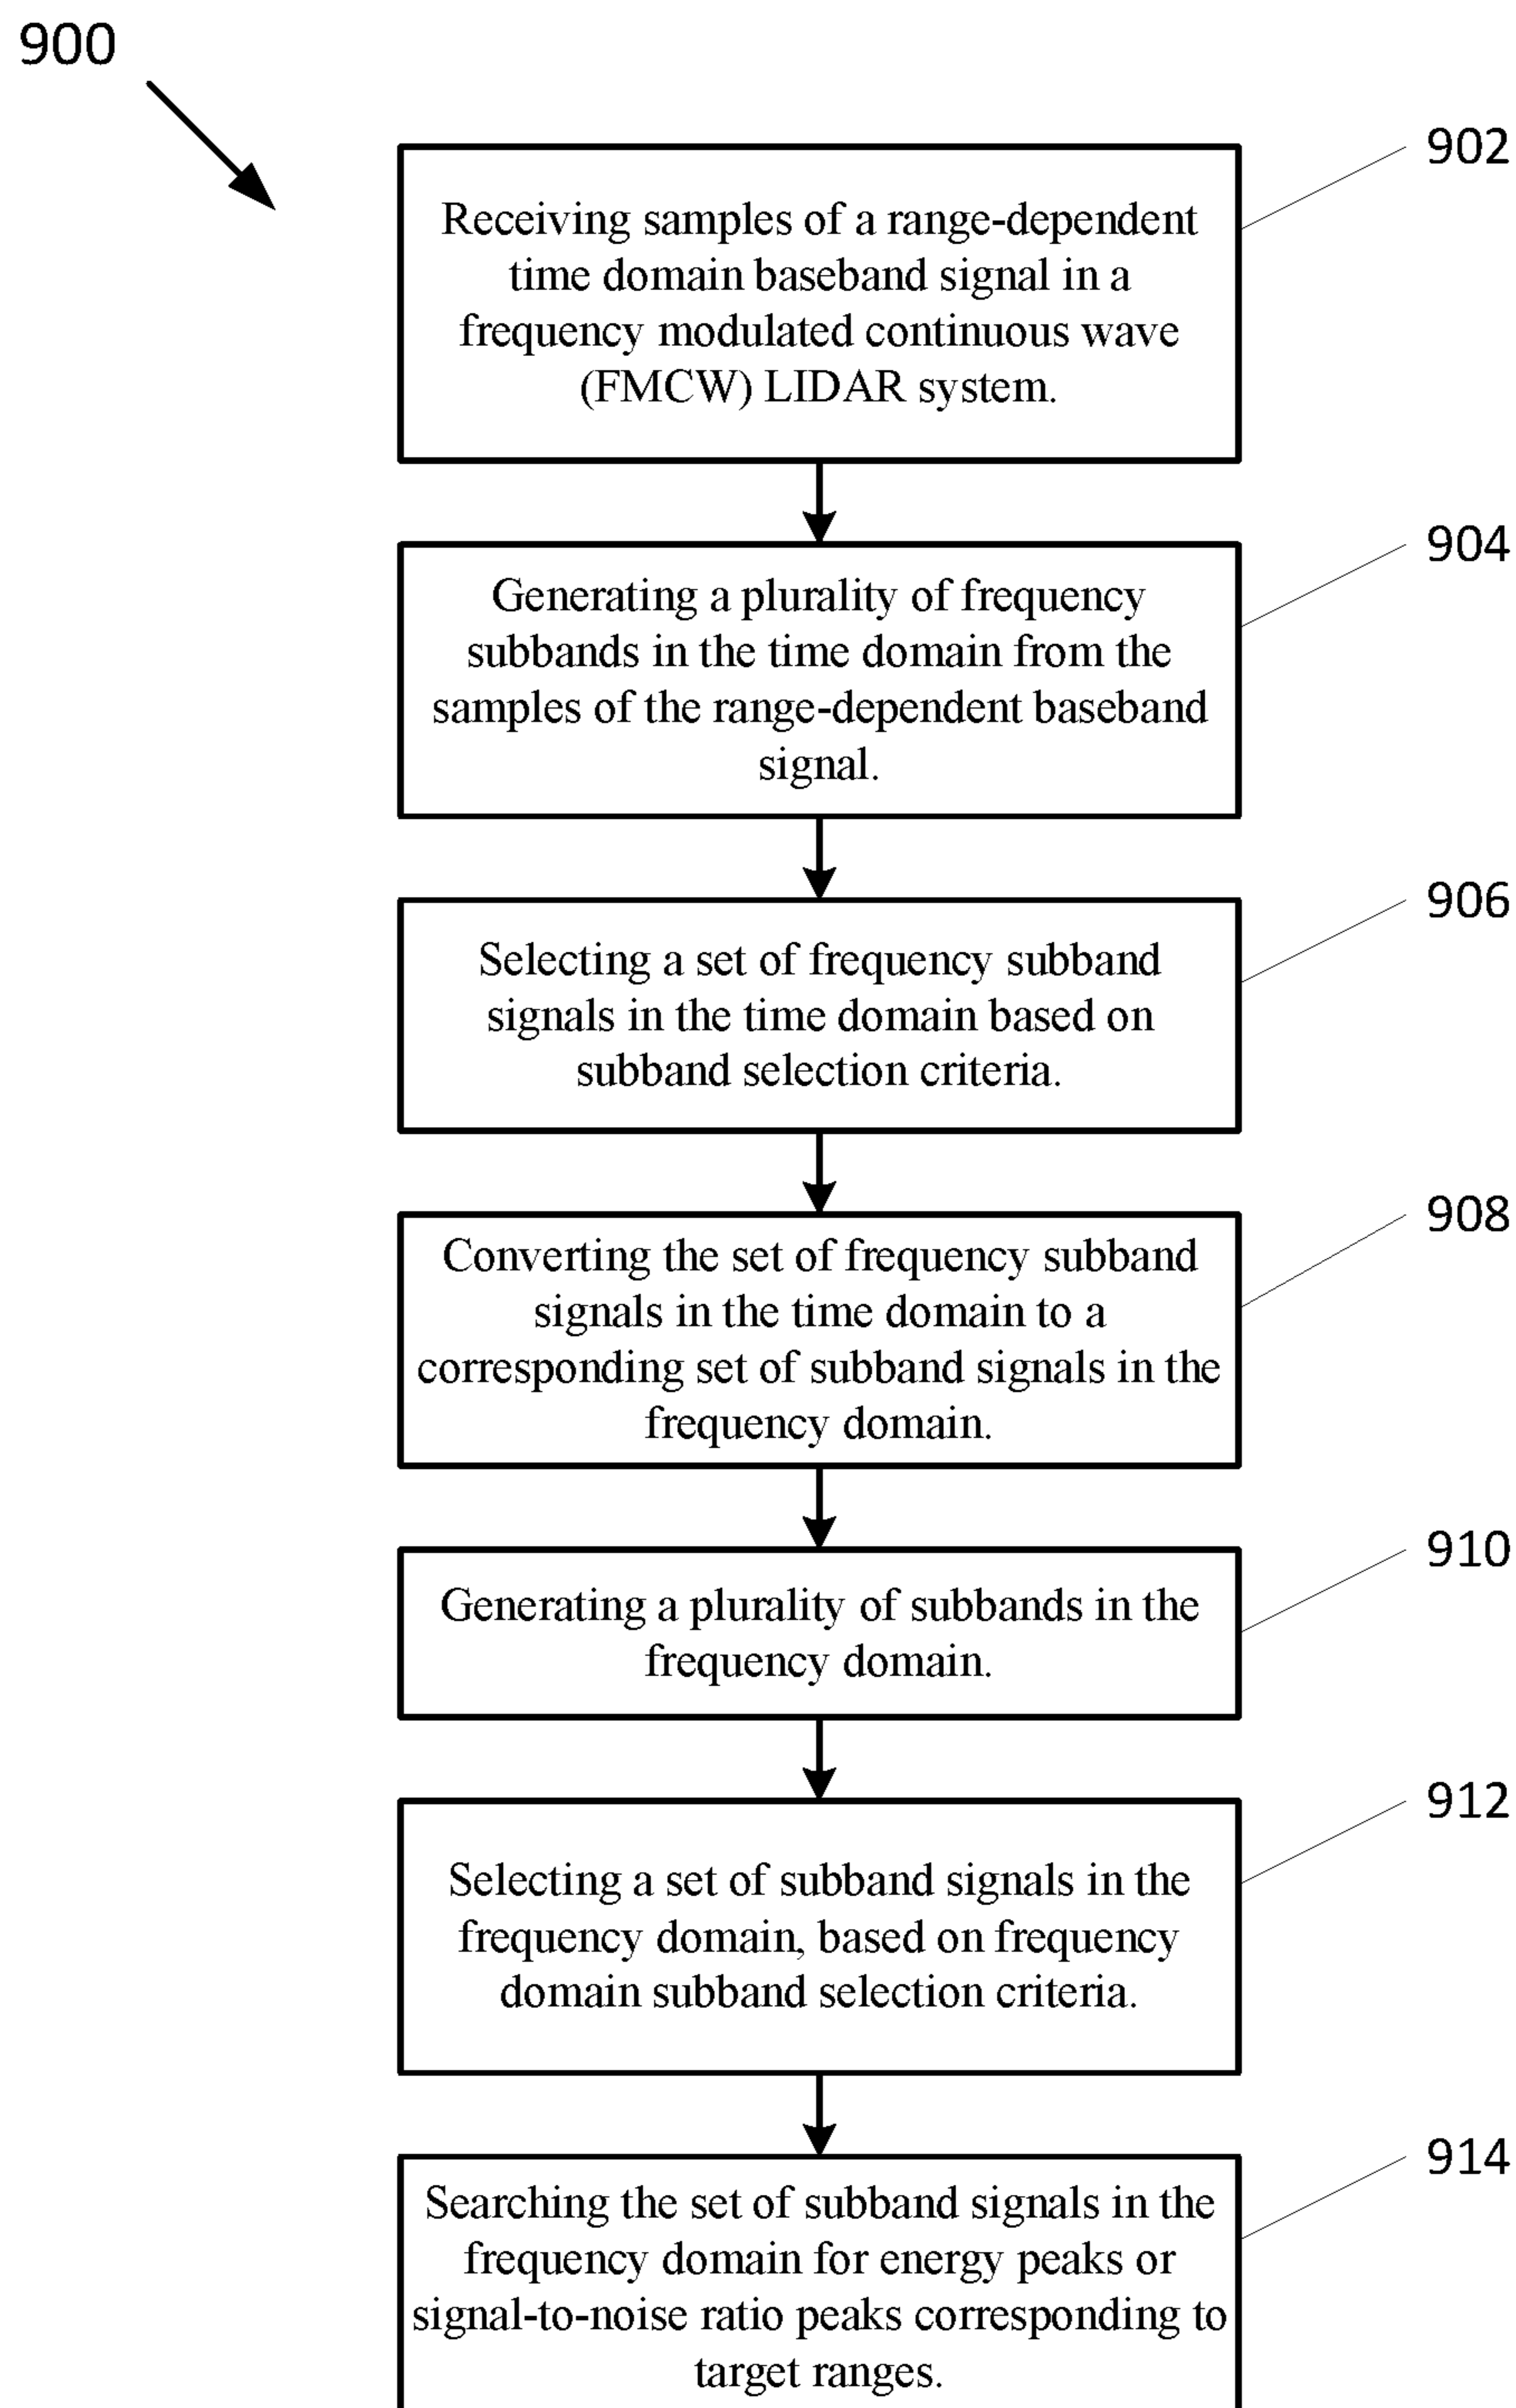 900
902
Receiving samples of a range-dependent
time domain baseband signal in a
frequency modulated continuous wave
(FMCW) LIDAR system.
904
Generating a plurality of frequency
subbands in the time domain from the
samples of the range-dependent baseband
signal.
906
Selecting a set of frequency subband
signals in the time domain based on
subband selection criteria.
908
Converting the set of frequency subband
signals in the time domain to a
corresponding set of subband signals in the
frequency domain.
910
Generating a plurality of subbands in the
frequency domain.
912
Selecting a set of subband signals in the
frequency domain, based on frequency
domain subband selection criteria.
914
Searching the set of subband signals in the
frequency domain for energy peaks or
signal-to-noise ratio peaks corresponding to
target ranges.